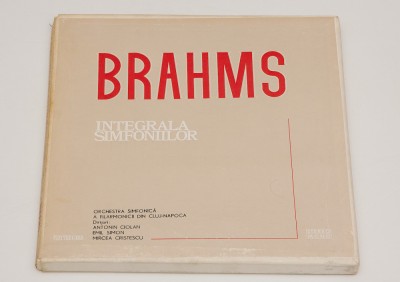 BRAHMS
INTEGRALA
SIMFONIILOR
ORCHESTRA SIMFONICĂ
A FILARMONICII DIN CLUJ-NAPOCA
Dirijori:
ANTONIN CIOLAN
EMIL SIMON
MIRCEA CRISTESCU